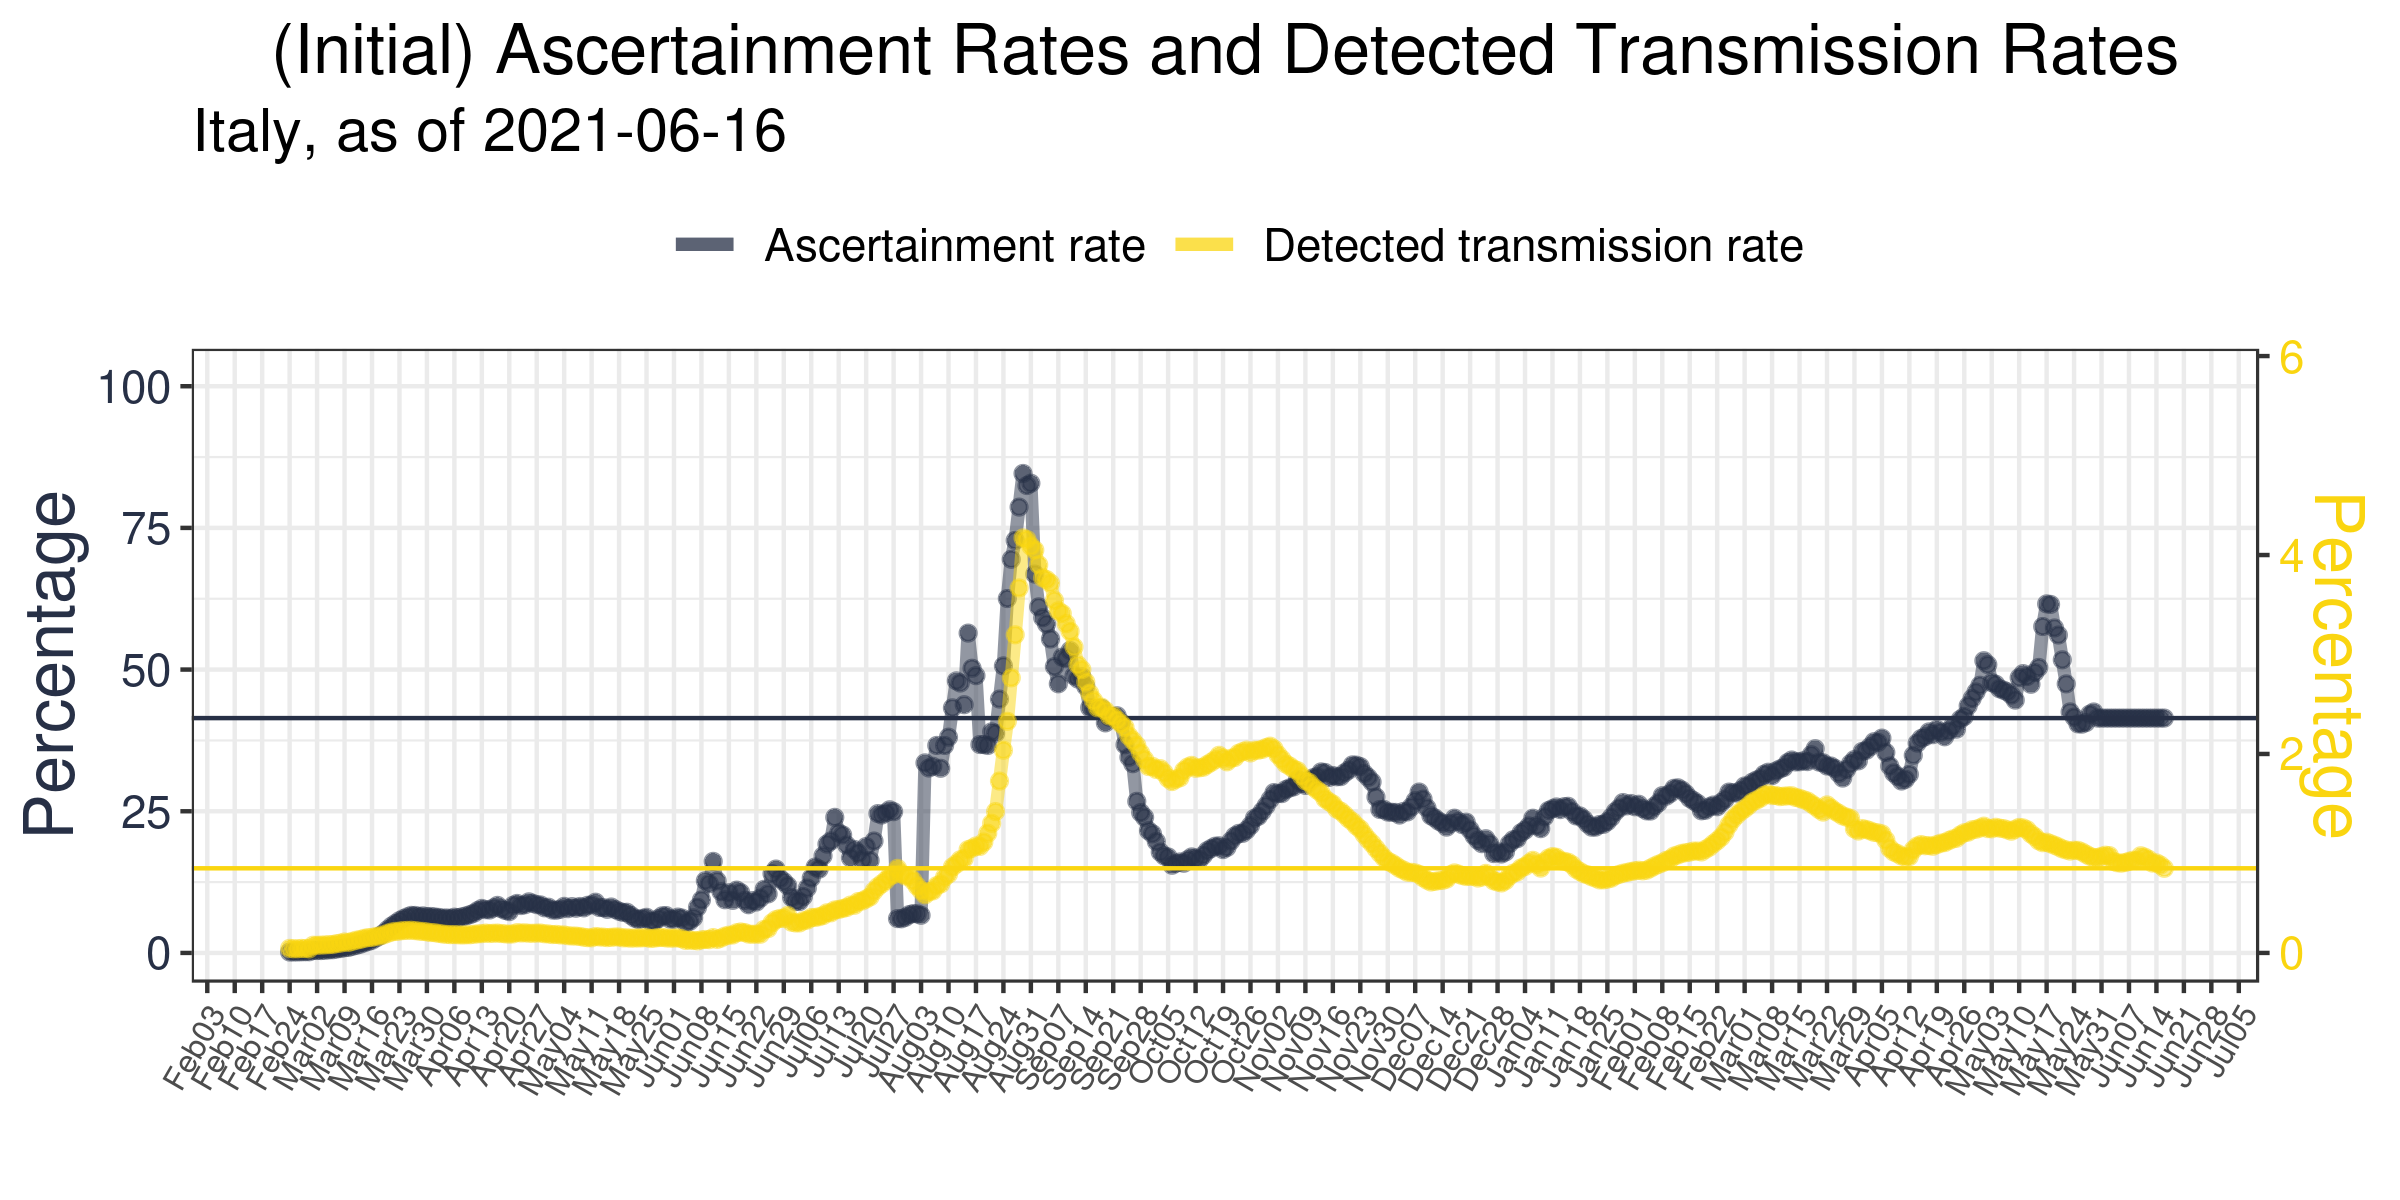 (Initial) Ascertainment Rates and Detected Transmission Rates
Italy, as of 2021-06-16
Ascertainment rate
Detected transmission rate
Percentage
100
75
50
25
0
6
4
2
0
Percentage
Feb03
Feb10
Feb17
Feb24
Mar02
Mar09
Mar16
Mar23
Mar30
Apr06
Apr13
Apr20
Apr27
May04
May11
May18
May25
Jun01
Jun08
Jun15
Jun22
Jun29
Jul06
Jul13
Jul20
Jul27
Aug03
Aug10
Aug17
Aug24
Aug31
Sep07
Sep14
Sep21
Sep28
Oct05
Oct12
Oct19
Oct26
Nov02
Nov09
Nov16
Nov23
Nov30
Dec07
Dec14
Dec21
Dec28
Jan04
Jan11
Jan18
Jan25
Feb01
Feb08
Feb15
Feb22
Mar01
Mar08
Mar15
Mar22
Mar29
Apr05
Apr12
Apr19
Apr26
May03
May10
May17
May24
May31
Jun07
Jun14
Jun21
Jun28
Jul05